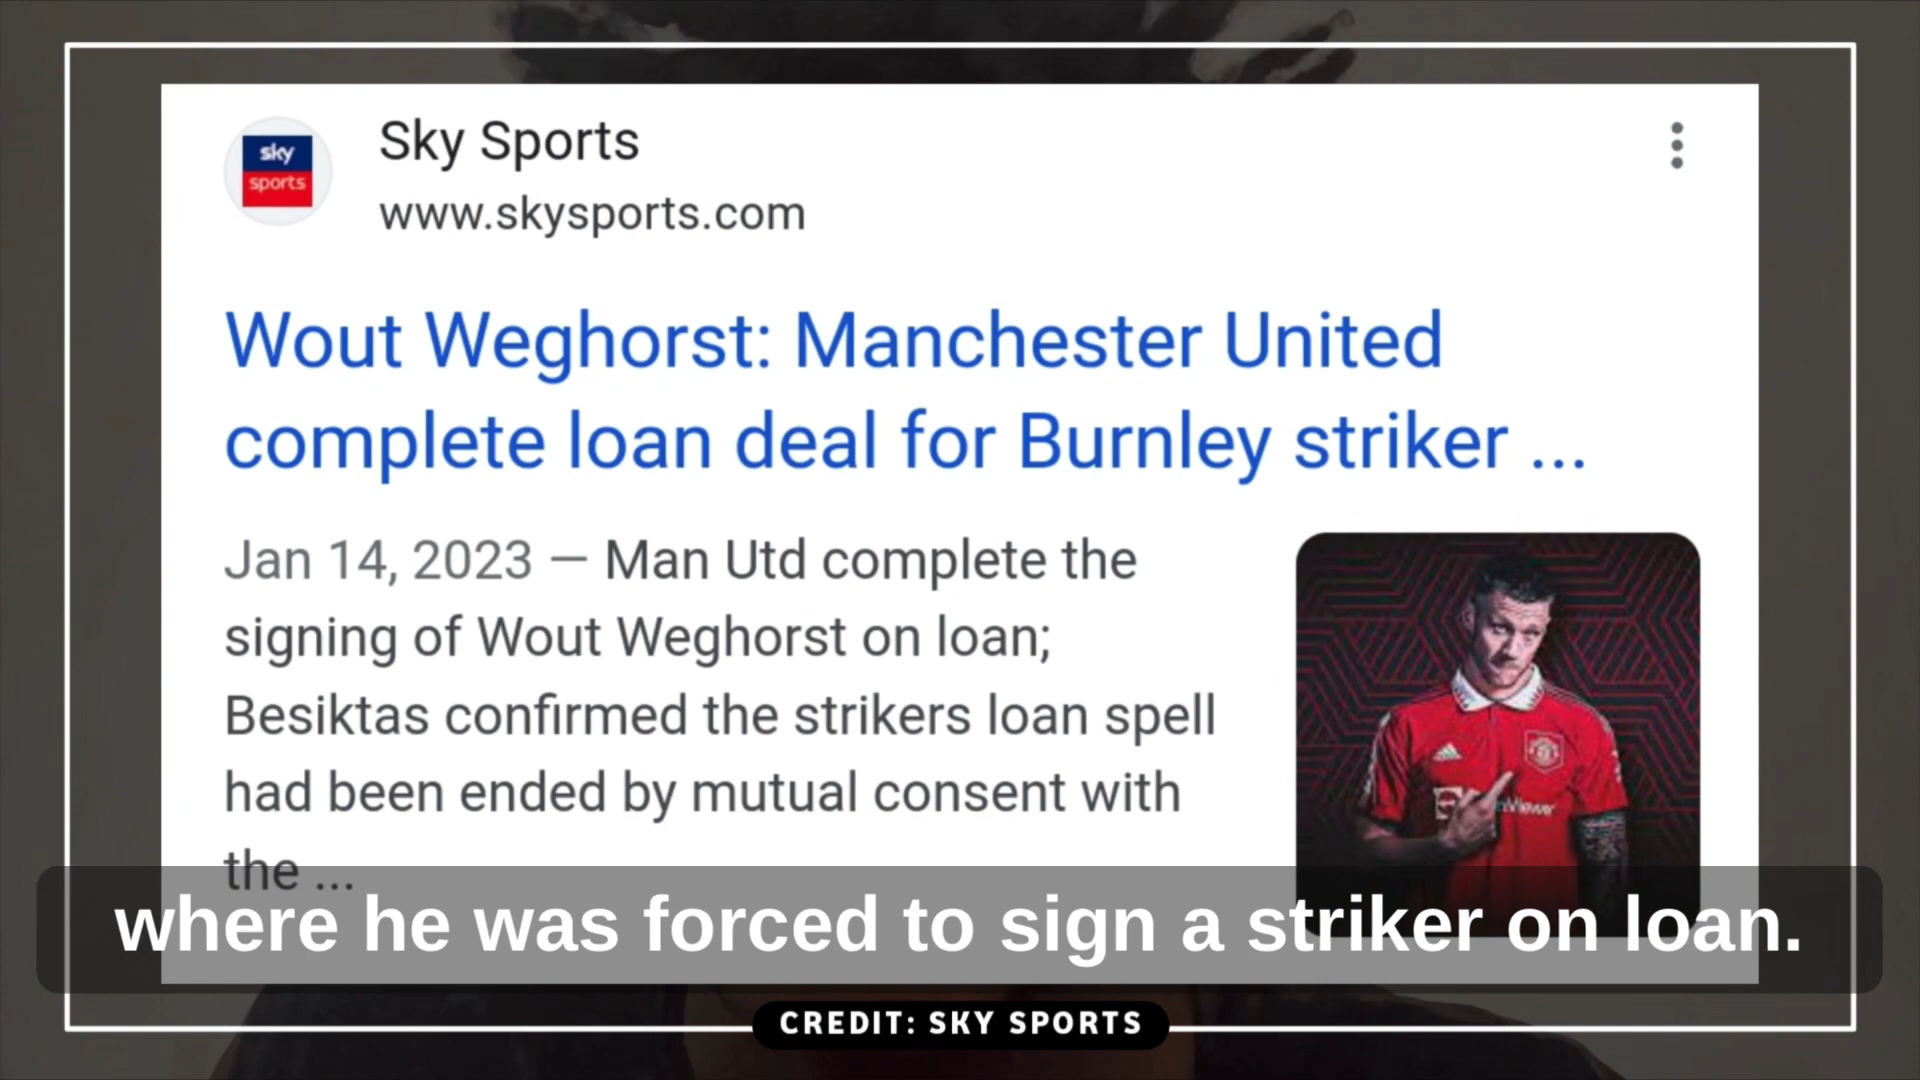 sky
sports
Sky Sports
www.skysports.com
Wout Weghorst: Manchester United
complete loan deal for Burnley striker ...
Jan 14, 2023 — Man Utd complete the
signing of Wout Weghorst on loan;
Besiktas confirmed the strikers loan spell
had been ended by mutual consent with
the ...
where he was forced to sign a striker on loan.
CREDIT: SKY SPORTS